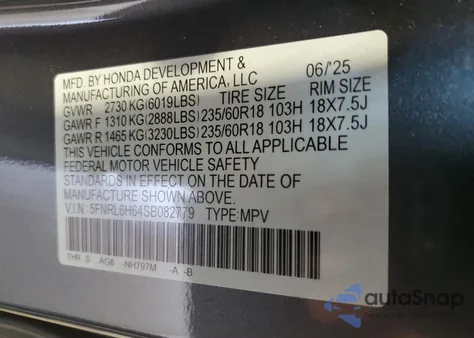 MFD. BY HONDA DEVELOPMENT &
MANUFACTURING OF AMERICA, LLC 06/'25
GVWR 2730 KG (6019LBS) TIRE SIZE RIM SIZE
GAWR F 1310 KG (2888LBS) 235/60R18 103H 18X7.5J
GAWR R 1465 KG (3230LBS) 235/60R18 103H 18X7.5J
THIS VEHICLE CONFORMS TO ALL APPLICABLE
FEDERAL MOTOR VEHICLE SAFETY
STANDARDS IN EFFECT ON THE DATE OF
MANUFACTURE SHOWN ABOVE.
V.I.N.: 5FNRL6H64SB082779 TYPE:MPV
THR S AG8 -NH797M -A -B
autoSnap